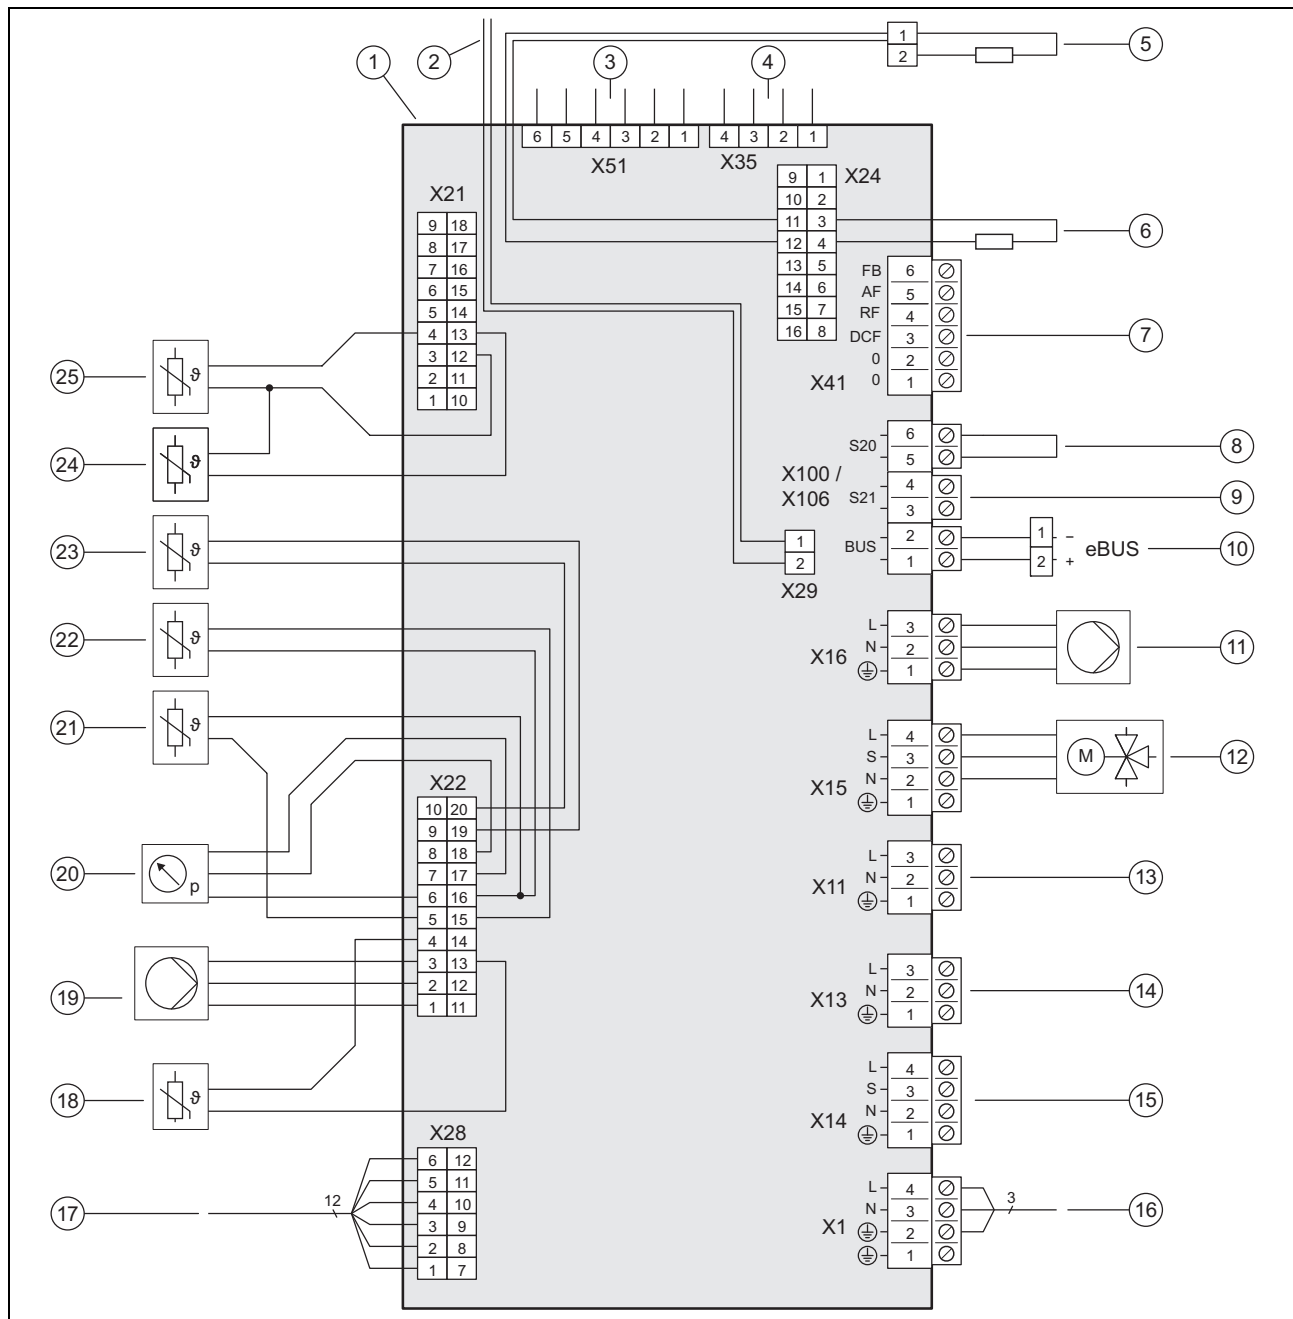 1
2
5
1
2
3
4
6 5 4 3 2 1
4 3 2 1
X51
X35
X24
9 1
10 2
11 3
12 4
13 5
14 6
15 7
16 8
6
X21
9 18
8 17
7 16
6 15
5 14
4 13
3 12
2 11
1 10
FB 6
AF 5
RF 4
DCF 3
0 2
0 1
X41
7
25 ϑ
24 ϑ
23 ϑ
22 ϑ
21 ϑ
S20
6
5
8
X100 /
X106
S21
4
3
9
BUS
2
1
1 –
2 +
eBUS
10
1
2
X29
X16
L 3
N 2
1
11
X15
L 4
S 3
N 2
1
M
12
X22
10 20
9 19
8 18
7 17
6 16
5 15
4 14
3 13
2 12
1 11
20 p
19
18 ϑ
X11
L 3
N 2
1
13
X13
L 3
N 2
1
14
X14
L 4
S 3
N 2
1
15
X28
6 12
5 11
4 10
3 9
2 8
1 7
17
12
X1
L 4
N 3
2
1
3
16